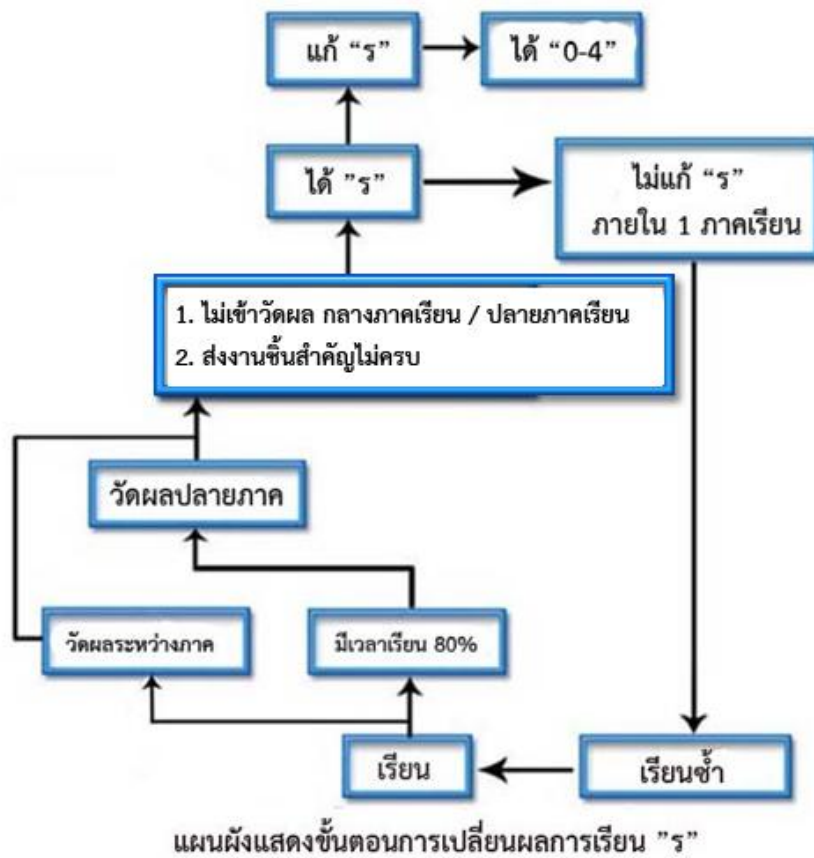 แก้ “ร”
ได้ “0-4”
ได้ ”ร”
ไม่แก้ “ร”
ภายใน 1 ภาคเรียน
1. ไม่เข้าวัดผล กลางภาคเรียน / ปลายภาคเรียน
2. ส่งงานชิ้นสำคัญไม่ครบ
วัดผลปลายภาค
วัดผลระหว่างภาค
มีเวลาเรียน 80%
เรียน
เรียนซ้ำ
แผนผังแสดงขั้นตอนการเปลี่ยนผลการเรียน ”ร”